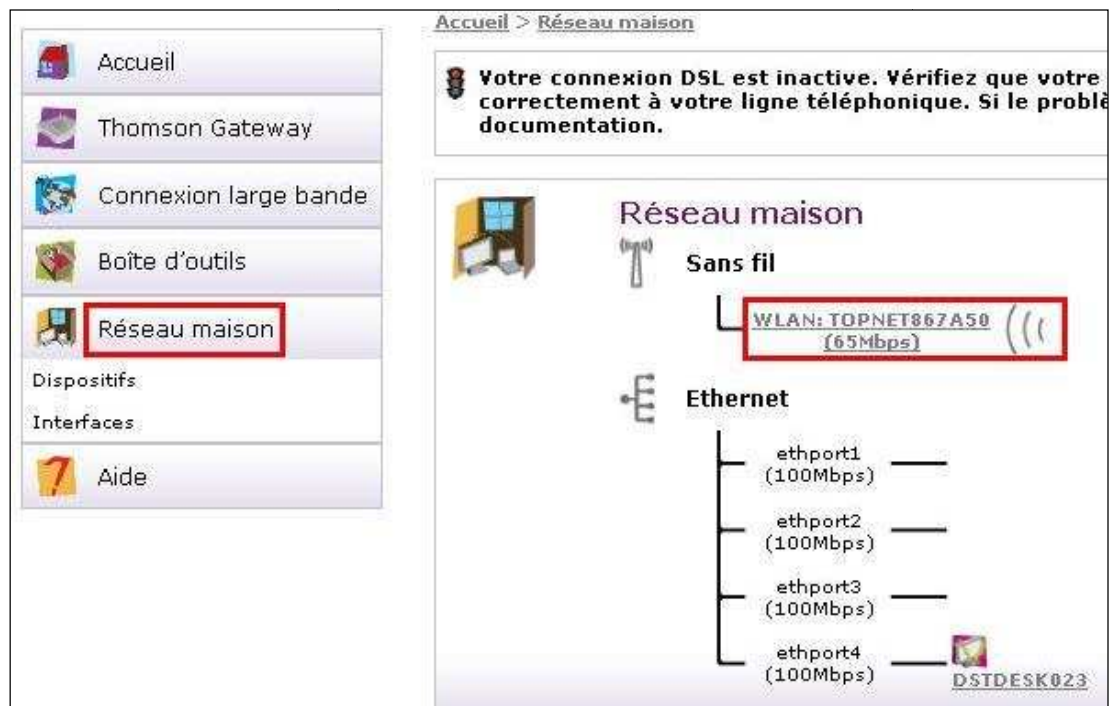 Accueil > Réseau maison
Accueil
Thomson Gateway
Connexion large bande
Boîte d'outils
Réseau maison
Dispositifs
Interfaces
Aide
Votre connexion DSL est inactive. Vérifiez que votre
correctement à votre ligne téléphonique. Si le problè
documentation.
Réseau maison
Sans fil
WLAN: TOPNET867A50
(65Mbps)
Ethernet
ethport1
(100Mbps)
ethport2
(100Mbps)
ethport3
(100Mbps)
ethport4
(100Mbps)
DSTDESK023